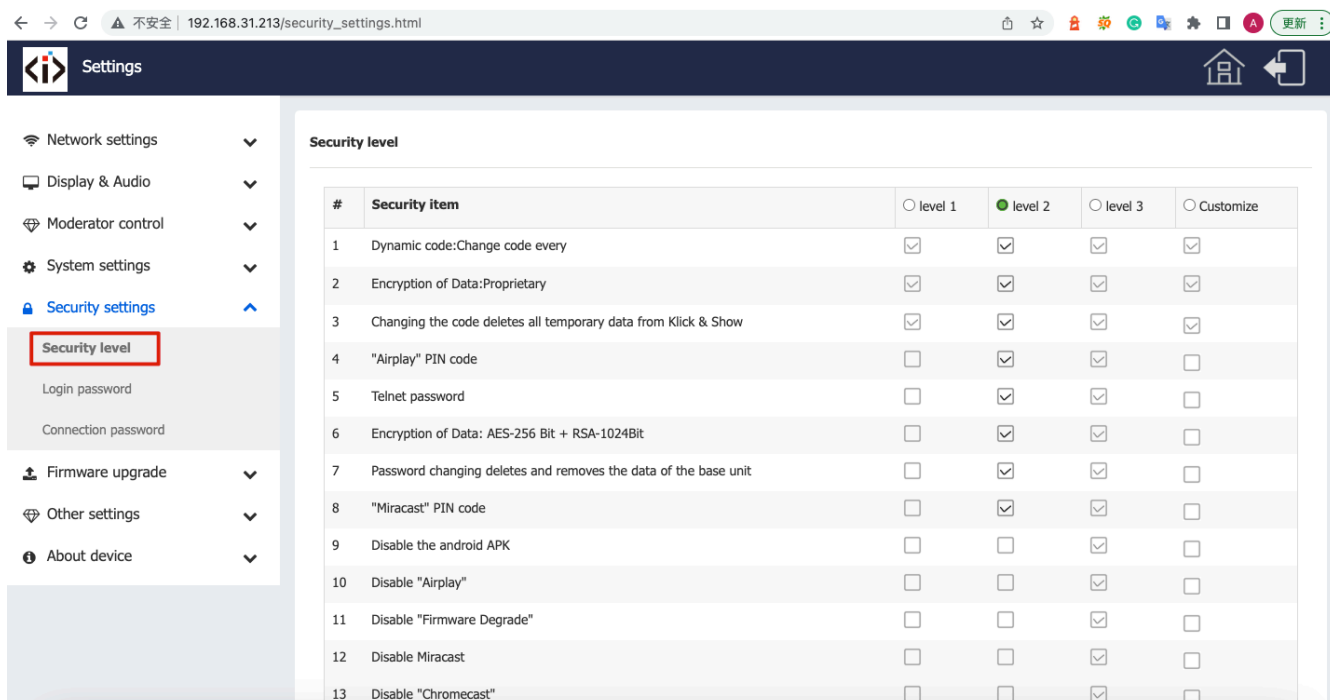 不安全 | 192.168.31.213/security_settings.html 更新
Settings
Network settings
Display & Audio
Moderator control
System settings
Security settings
Security level
Login password
Connection password
Firmware upgrade
Other settings
About device
Security level
# Security item level 1 level 2 level 3 Customize
1 Dynamic code:Change code every
2 Encryption of Data:Proprietary
3 Changing the code deletes all temporary data from Klick & Show
4 "Airplay" PIN code
5 Telnet password
6 Encryption of Data: AES-256 Bit + RSA-1024Bit
7 Password changing deletes and removes the data of the base unit
8 "Miracast" PIN code
9 Disable the android APK
10 Disable "Airplay"
11 Disable "Firmware Degrade"
12 Disable Miracast
13 Disable "Chromecast"